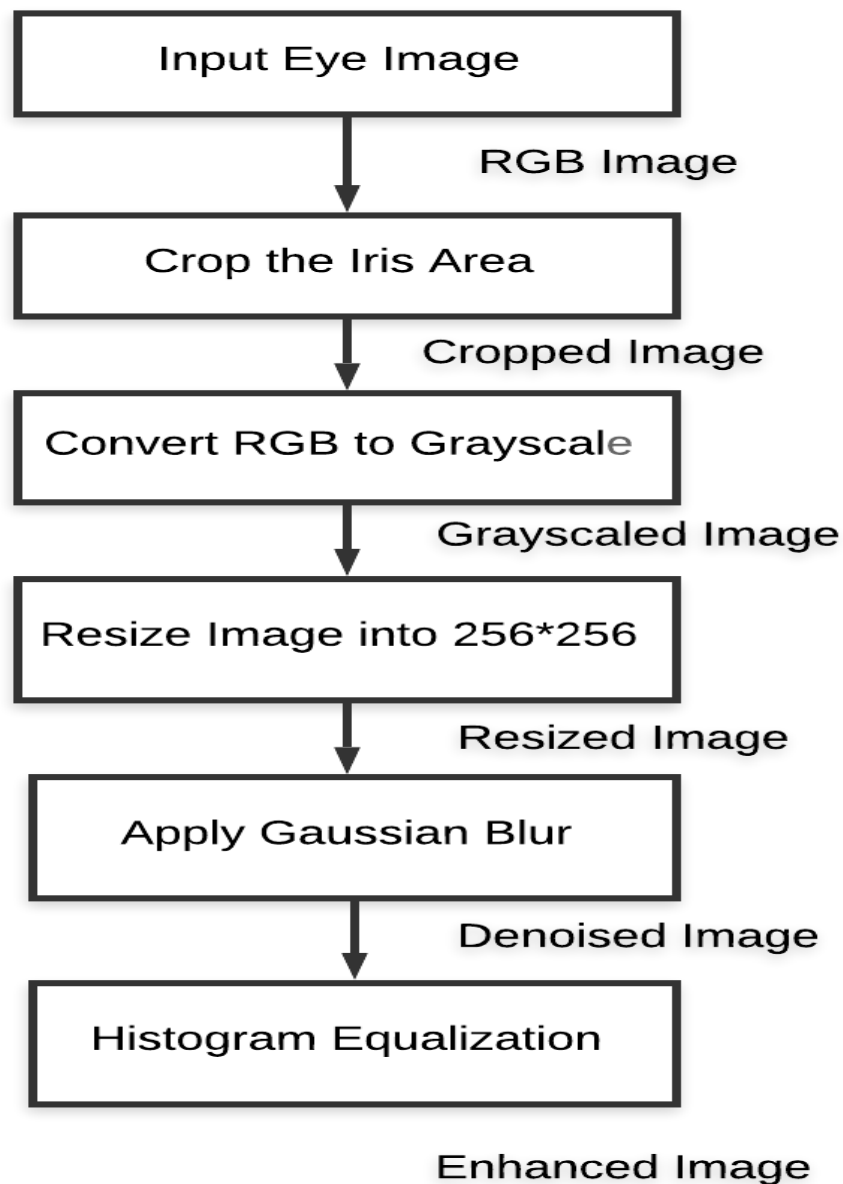 Input Eye Image
RGB Image
Crop the Iris Area
Cropped Image
Convert RGB to Grayscale
Grayscaled Image
Resize Image into 256*256
Resized Image
Apply Gaussian Blur
Denoised Image
Histogram Equalization
Enhanced Image